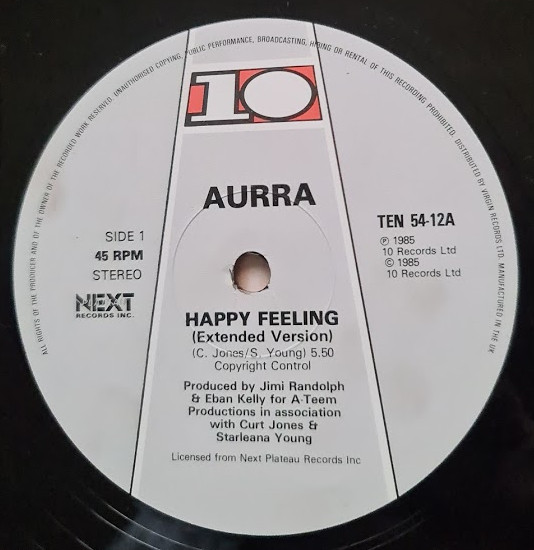 ALL RIGHTS OF THE PRODUCER AND OF THE OWNER OF THE RECORDED WORK RESERVED. UNAUTHORISED COPYING, PUBLIC PERFORMANCE, BROADCASTING, HIRING OR RENTAL OF THIS RECORDING PROHIBITED. DISTRIBUTED BY VIRGIN RECORDS LTD. MANUFACTURED IN THE UK.
10
AURRA
SIDE 1
45 RPM
STEREO
NEXT
RECORDS INC.
TEN 54-12A
℗ 1985
10 Records Ltd
© 1985
10 Records Ltd
HAPPY FEELING
(Extended Version)
(C. Jones/S. Young) 5.50
Copyright Control
Produced by Jimi Randolph
& Eban Kelly for A-Teem
Productions in association
with Curt Jones &
Starleana Young
Licensed from Next Plateau Records Inc